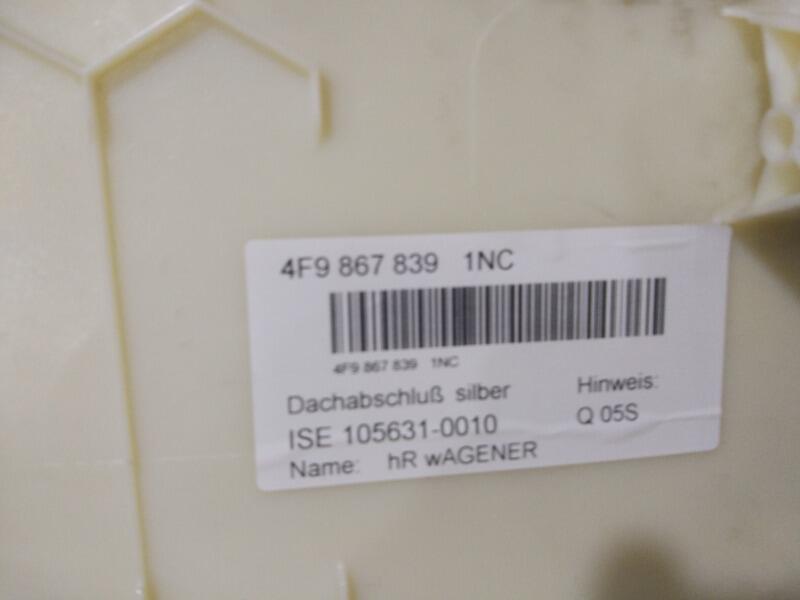 4F9 867 839 1NC
4F9 867 839 1NC
Dachabschluß silber
Hinweis:
ISE 105631-0010
Q 05S
Name: hR wAGENER